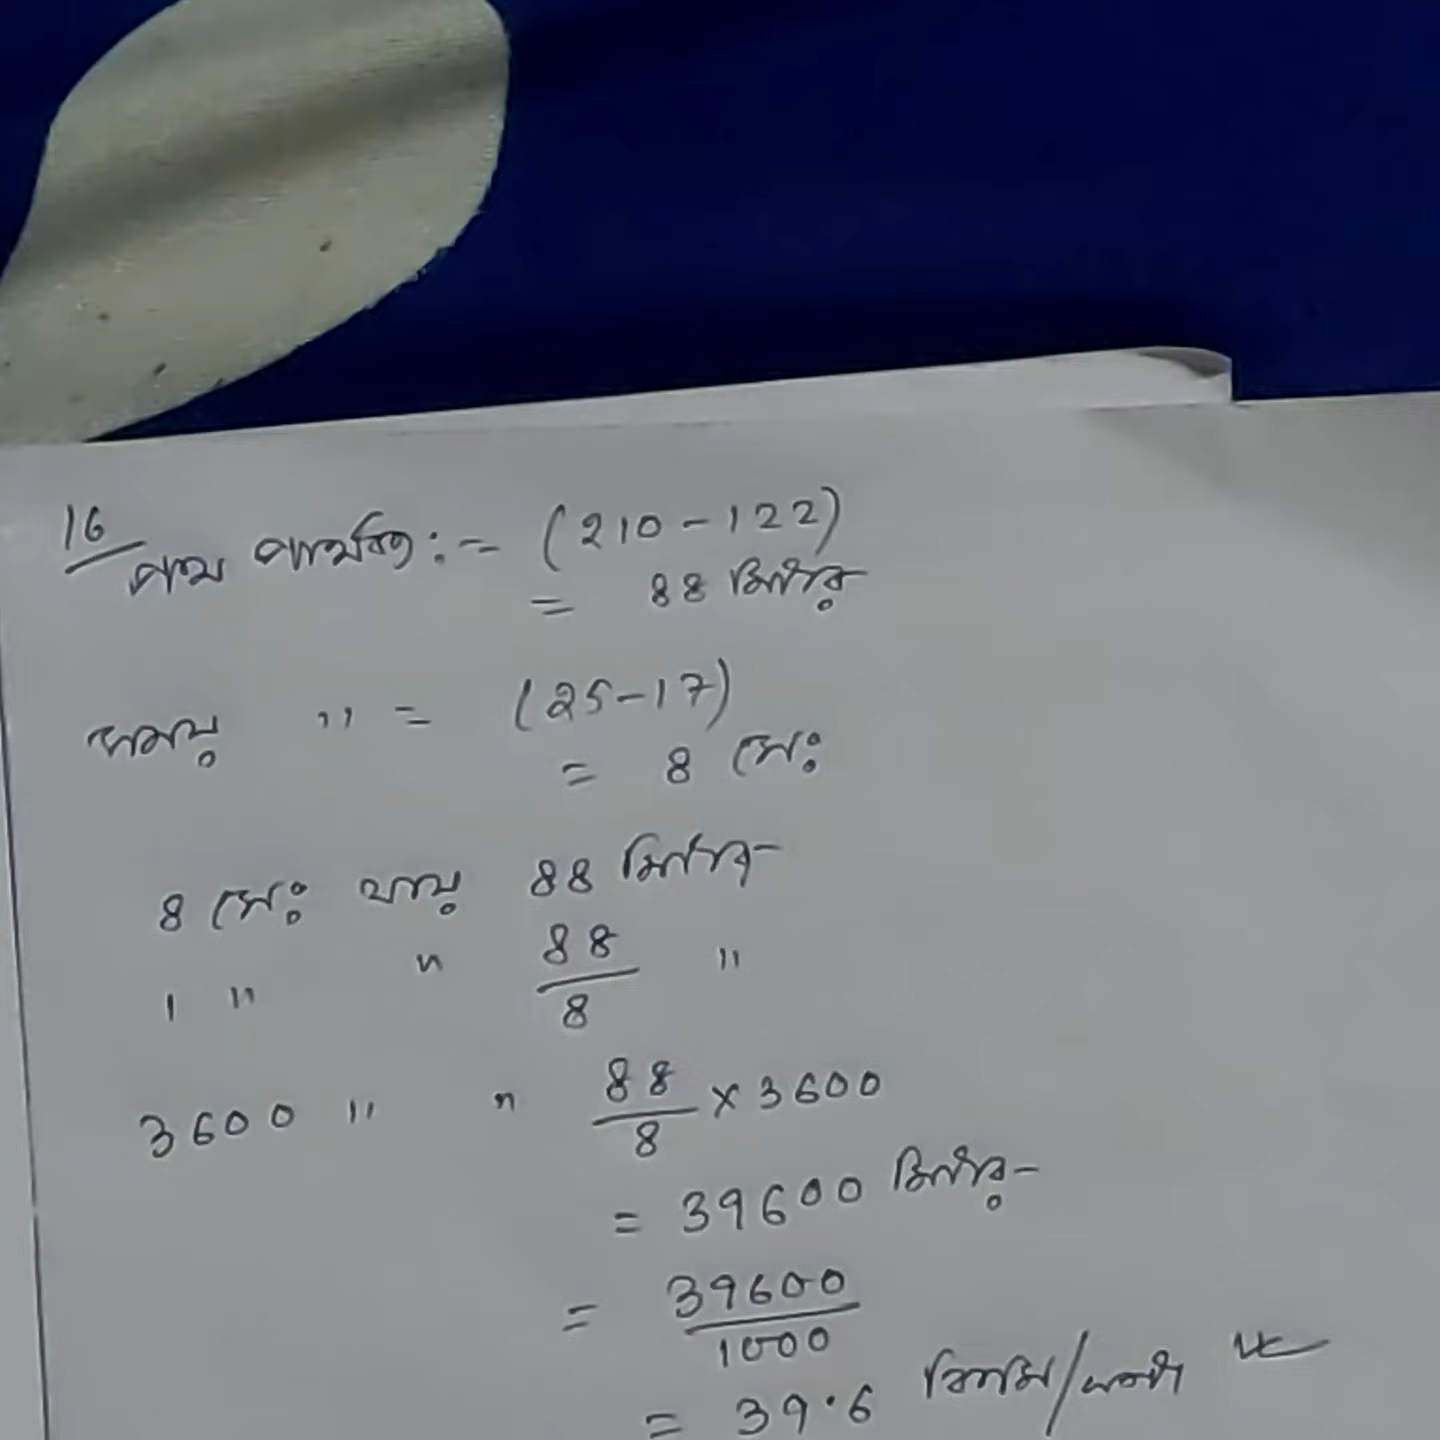 16
পথ পার্থক্য :- = (210-122)
= 88 মিটার
সময় " = (25-17)
= 8 সেঃ
8 সেঃ যায় 88 মিটার
1 " " 88/8 "
3600 " " 88/8 × 3600
= 39600 মিটার
= 39600/1000
= 39.6 কিমি/ঘন্টা